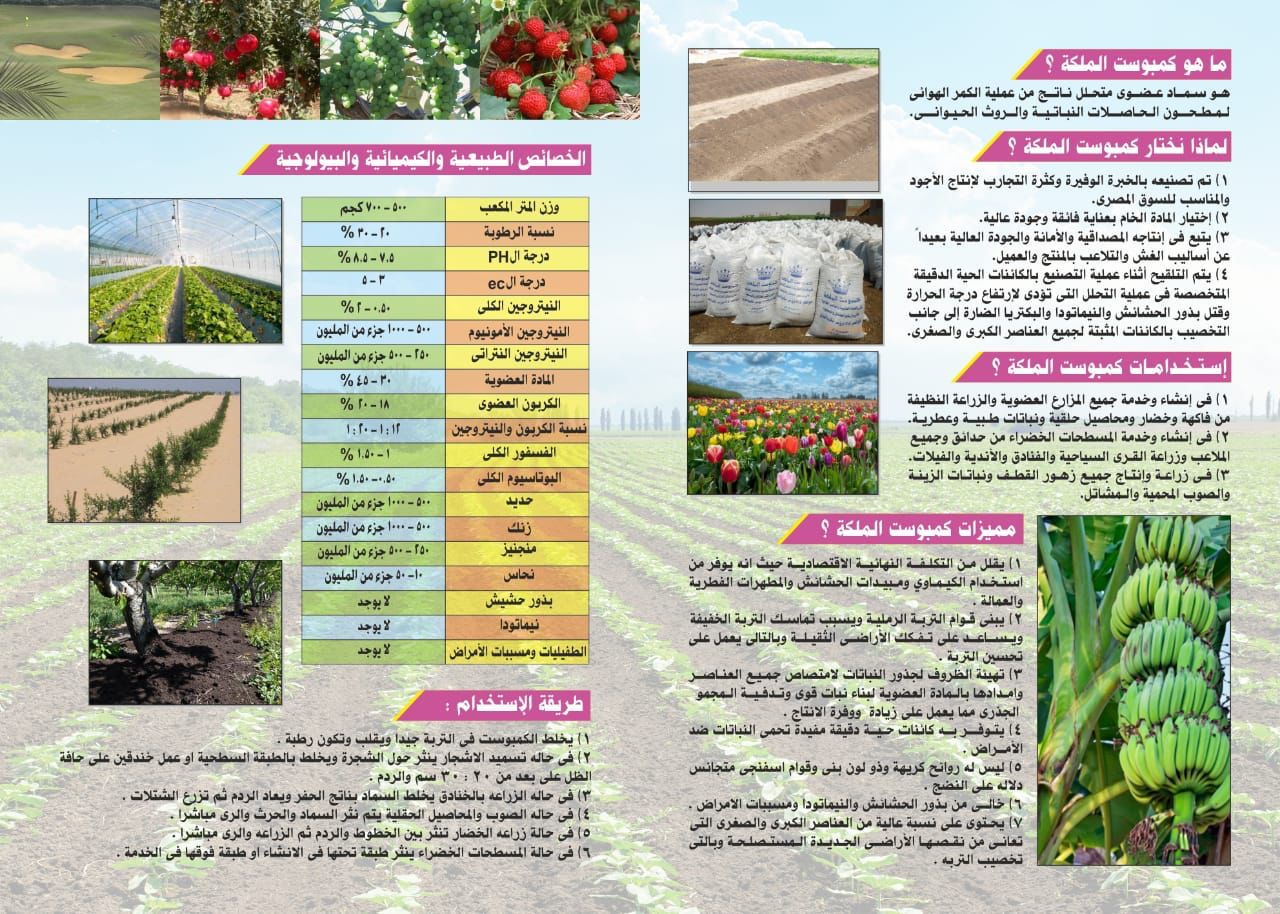 ما هو كمبوست الملكة ؟
هو سماد عضوى متحلل ناتج من عملية الكمر الهوائى
لمطحون الحاصلات النباتية والروث الحيوانى.
لماذا نختار كمبوست الملكة ؟
١) تم تصنيعه بالخبرة الوفيرة وكثرة التجارب لإنتاج الأجود
والمناسب للسوق المصرى.
٢) إختيار المادة الخام بعناية فائقة وجودة عالية.
٣) يتبع فى إنتاجه المصداقية والأمانة والجودة العالية بعيداً
عن أساليب الغش والتلاعب بالمنتج والعميل.
٤) يتم التلقيح أثناء عملية التصنيع بالكائنات الحية الدقيقة
المتخصصة فى عملية التحلل التى تؤدى لإرتفاع درجة الحرارة
وقتل بذور الحشائش والنيماتودا والبكتريا الضارة إلى جانب
التخصيب بالكائنات المثبتة لجميع العناصر الكبرى والصغرى.
إستخدامات كمبوست الملكة ؟
١) فى إنشاء وخدمة جميع المزارع العضوية والزراعة النظيفة
من فاكهة وخضار ومحاصيل حلقية ونباتات طبية وعطرية.
٢) فى إنشاء وخدمة المسطحات الخضراء من حدائق وجميع
الملاعب وزراعة القرى السياحية والفنادق والأندية والفيلات.
٣) فى زراعة وانتاج جميع زهور القطف ونباتات الزينة
والصوب المحمية والمشاتل.
مميزات كمبوست الملكة ؟
١) يقلل من التكلفة النهائية الاقتصادية حيث انه يوفر من
استخدام الكيماوى ومبيدات الحشائش والمطهرات الفطرية
والعمالة .
٢) يبنى قوام التربة الرملية ويسبب تماسك التربة الخفيفة
ويساعد على تفكك الأراضى الثقيلة وبالتالى يعمل على
تحسين التربة .
٣) تهيئة الظروف لجذور النباتات لامتصاص جميع العناصر
وامدادها بالمادة العضوية لبناء نبات قوى وتدفية المجمو
الجذرى مما يعمل على زيادة ووفرة الانتاج .
٤) يتوفر به كائنات حية دقيقة مفيدة تحمى النباتات ضد
الأمراض .
٥) ليس له روائح كريهة وذو لون بنى وقوام اسفنجى متجانس
دلاله على النضج .
٦) خالى من بذور الحشائش والنيماتودا ومسببات الامراض .
٧) يحتوى على نسبة عالية من العناصر الكبرى والصغرى التى
تعانى من نقصها الأراضى الجديدة المستصلحة وبالتى
تخصيب التربه .
الخصائص الطبيعية والكيميائية والبيولوجية
وزن المتر المكعب ٥٠٠ - ٧٠٠ كجم
نسبة الرطوبة ٢٠ - ٣٠ %
درجة الPH ٧.٥ - ٨.٥ %
درجة الec ٣ - ٥
النيتروجين الكلى ٠.٥٠ - ٢ %
النيتروجين الأمونيوم ٥٠٠ - ١٠٠٠ جزء من المليون
النيتروجين النتراتى ٢٥٠ - ٥٠٠ جزء من المليون
المادة العضوية ٣٠ - ٤٥ %
الكربون العضوى ١٨ - ٢٠ %
نسبة الكربون والنيتروجين ١:١٢ - ١:٢٠
الفسفور الكلى ١ - ١.٥٠ %
البوتاسيوم الكلى ٠.٥٠ - ١.٥٠ %
حديد ٥٠٠ - ١٠٠٠ جزء من المليون
زنك ٥٠٠ - ١٠٠٠ جزء من المليون
منجنيز ٢٥٠ - ٥٠٠ جزء من المليون
نحاس ١٠ - ٥٠ جزء من المليون
بذور حشيش لا يوجد
نيماتودا لا يوجد
الطفيليات ومسببات الأمراض لا يوجد
طريقة الإستخدام :
١) يخلط الكمبوست فى التربة جيدا ويقلب وتكون رطبة .
٢) فى حاله تسميد الاشجار ينثر حول الشجرة ويخلط بالطبقة السطحية او عمل خندقين على حافة
الظل على بعد من ٢٠ : ٣٠ سم والردم .
٣) فى حاله الزراعه بالخنادق يخلط السماد بناتج الحفر ويعاد الردم ثم تزرع الشتلات .
٤) فى حاله الصوب والمحاصيل الحقلية يتم نثر السماد والحرث والرى مباشرا .
٥) فى حالة زراعه الخضار تنثر بين الخطوط والردم ثم الزراعه والرى مباشرا .
٦) فى حالة المسطحات الخضراء ينثر طبقة تحتها فى الانشاء او طبقة فوقها فى الخدمة .